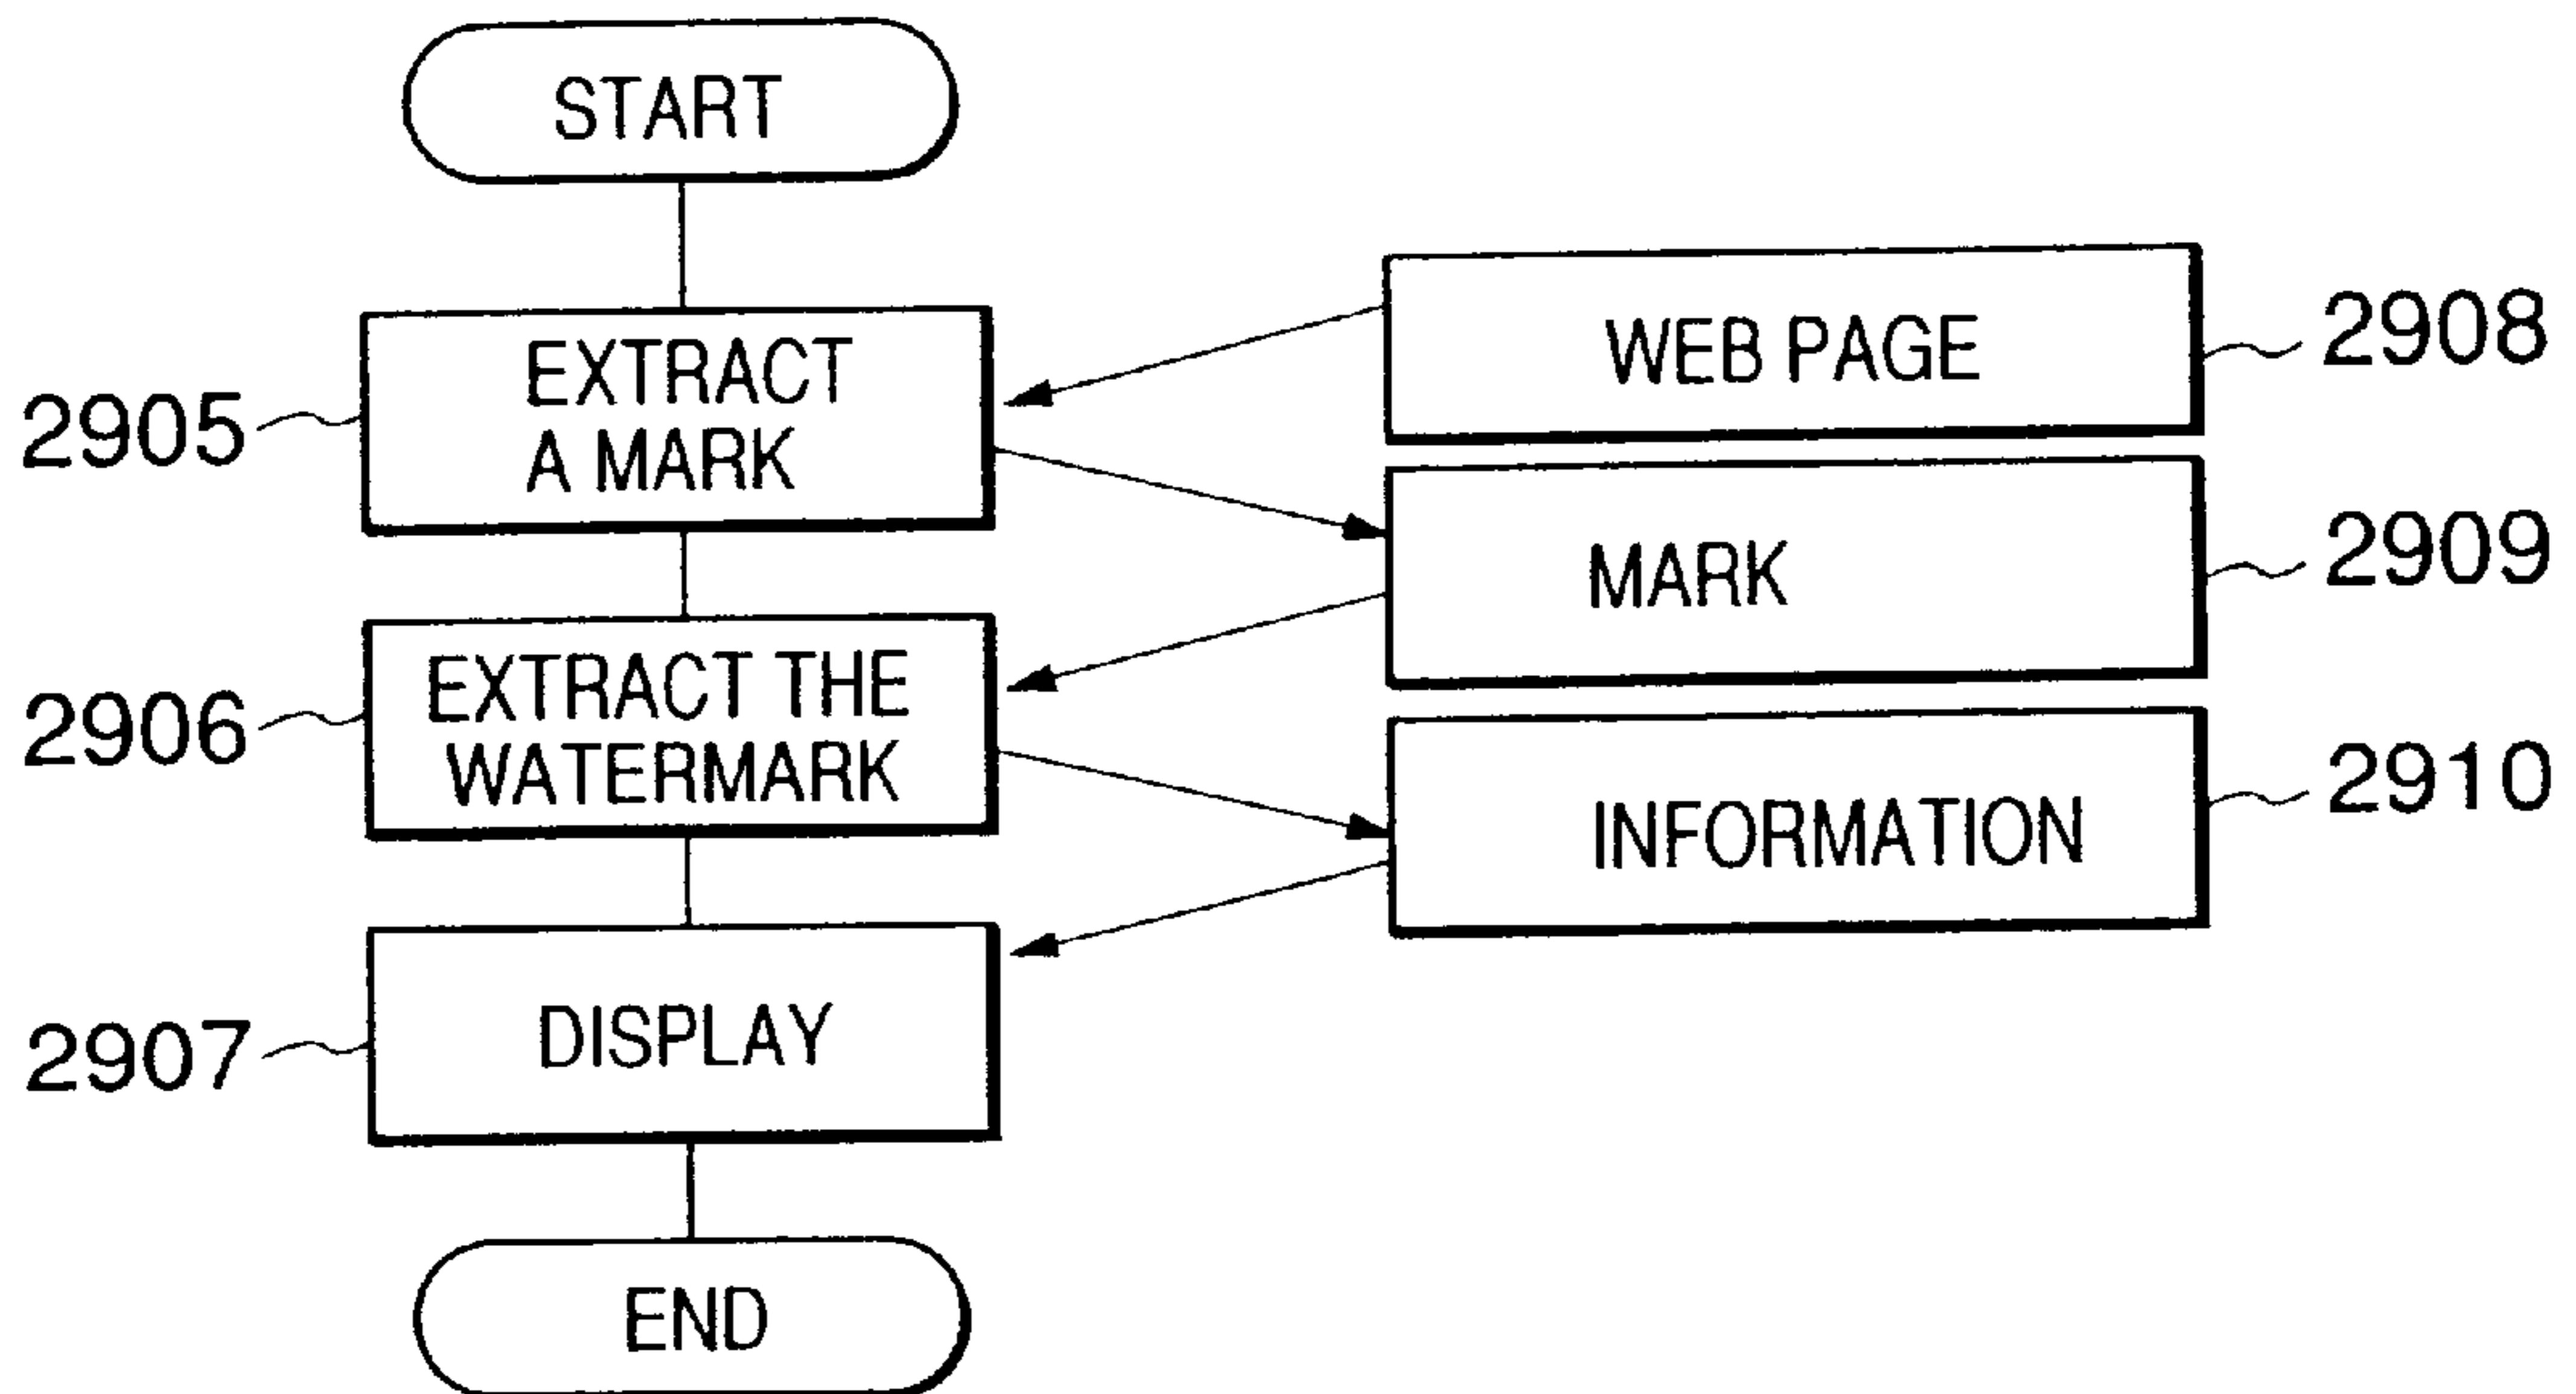 START
EXTRACT
A MARK
2905
WEB PAGE
2908
MARK
2909
EXTRACT THE
WATERMARK
2906
INFORMATION
2910
DISPLAY
2907
END